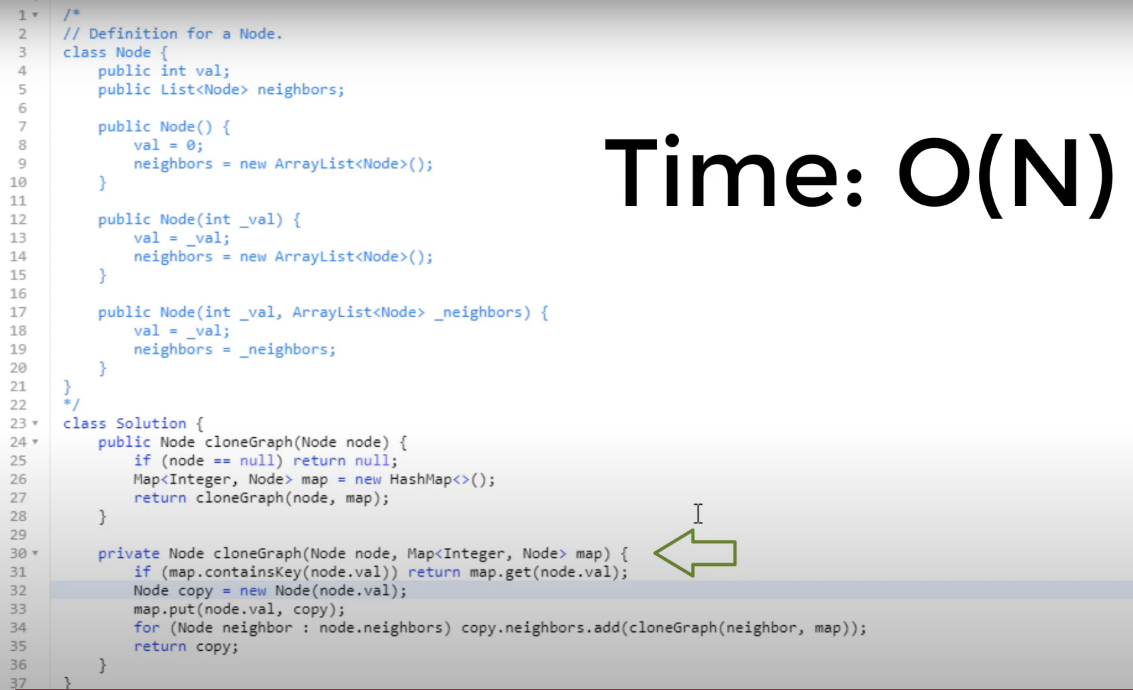 1 /*
2 // Definition for a Node.
3 class Node {
4     public int val;
5     public List<Node> neighbors;
6
7     public Node() {
8         val = 0;
9         neighbors = new ArrayList<Node>();
10     }
11
12     public Node(int _val) {
13         val = _val;
14         neighbors = new ArrayList<Node>();
15     }
16
17     public Node(int _val, ArrayList<Node> _neighbors) {
18         val = _val;
19         neighbors = _neighbors;
20     }
21 }
22 */
23 class Solution {
24     public Node cloneGraph(Node node) {
25         if (node == null) return null;
26         Map<Integer, Node> map = new HashMap<>();
27         return cloneGraph(node, map);
28     }
29
30     private Node cloneGraph(Node node, Map<Integer, Node> map) {
31         if (map.containsKey(node.val)) return map.get(node.val);
32         Node copy = new Node(node.val);
33         map.put(node.val, copy);
34         for (Node neighbor : node.neighbors) copy.neighbors.add(cloneGraph(neighbor, map));
35         return copy;
36     }
37 }
Time: O(N)